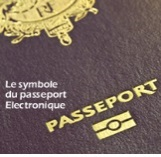 Le symbole
du passeport
Electronique
PASSEPORT